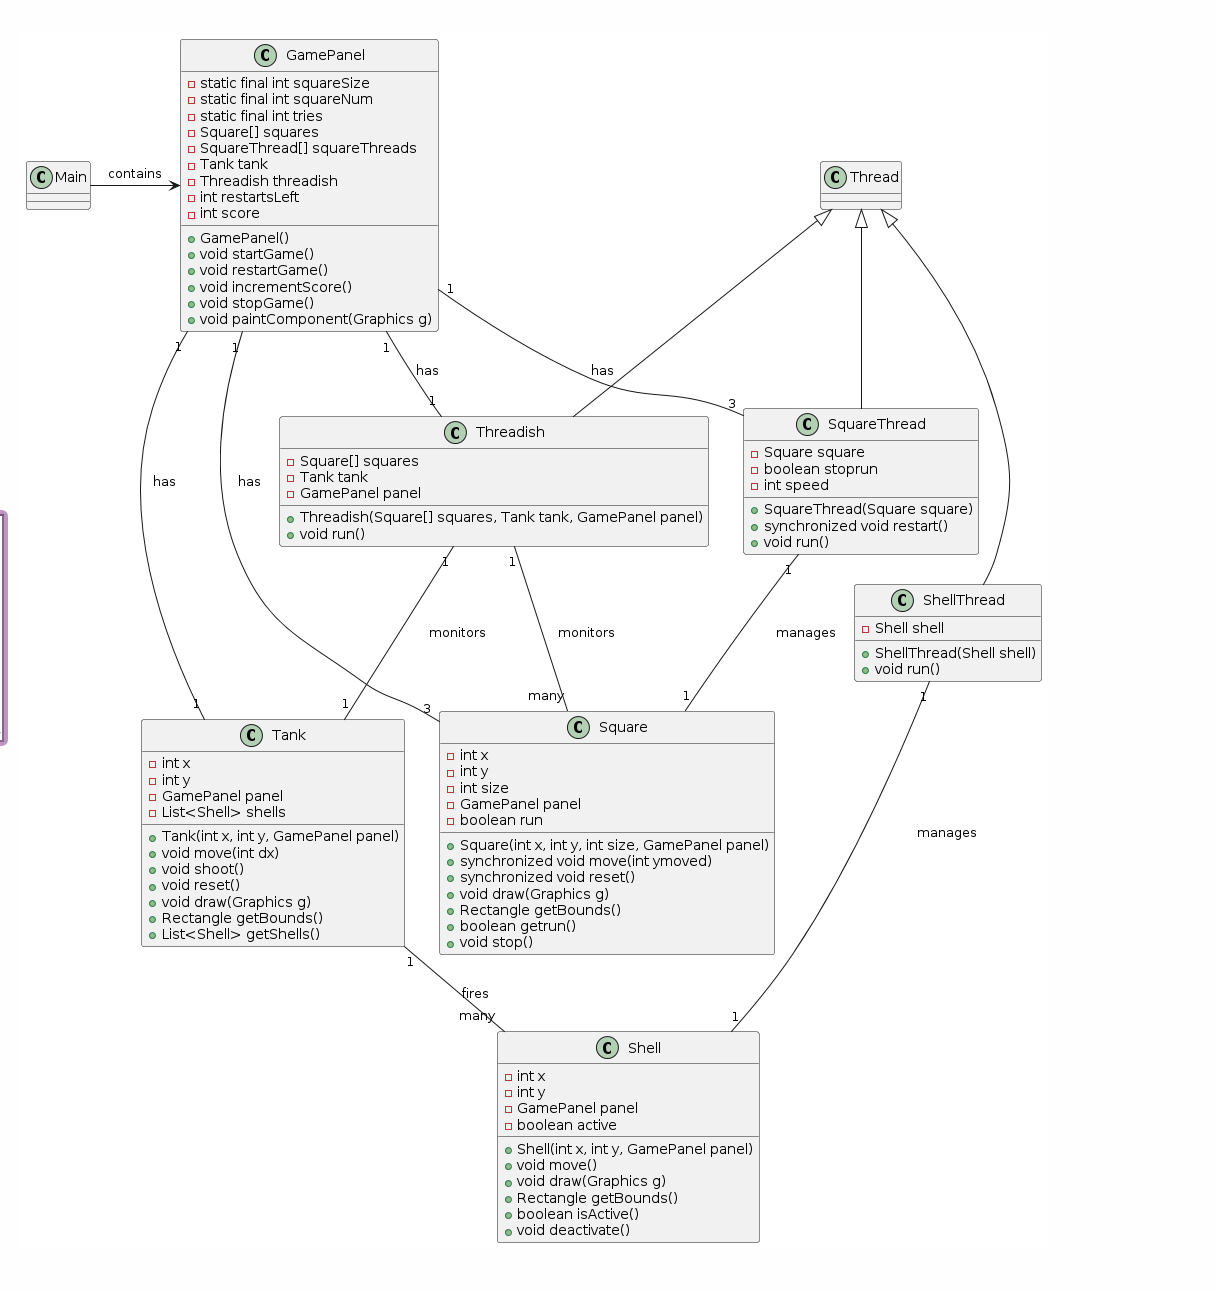 C GamePanel
static final int squareSize
static final int squareNum
static final int tries
Square[] squares
SquareThread[] squareThreads
Tank tank
Threadish threadish
int restartsLeft
int score
GamePanel()
void startGame()
void restartGame()
void incrementScore()
void stopGame()
void paintComponent(Graphics g)
C Main
contains
C Thread
1
1
1
1
has
has
1
3
C Threadish
Square[] squares
Tank tank
GamePanel panel
Threadish(Square[] squares, Tank tank, GamePanel panel)
void run()
C SquareThread
Square square
boolean stoprun
int speed
SquareThread(Square square)
synchronized void restart()
void run()
has
has
1
1
1
C ShellThread
Shell shell
ShellThread(Shell shell)
void run()
monitors
monitors
manages
1
1
3
many
1
1
C Tank
int x
int y
GamePanel panel
List<Shell> shells
Tank(int x, int y, GamePanel panel)
void move(int dx)
void shoot()
void reset()
void draw(Graphics g)
Rectangle getBounds()
List<Shell> getShells()
C Square
int x
int y
int size
GamePanel panel
boolean run
Square(int x, int y, int size, GamePanel panel)
synchronized void move(int ymoved)
synchronized void reset()
void draw(Graphics g)
Rectangle getBounds()
boolean getrun()
void stop()
manages
1
fires
many
1
C Shell
int x
int y
GamePanel panel
boolean active
Shell(int x, int y, GamePanel panel)
void move()
void draw(Graphics g)
Rectangle getBounds()
boolean isActive()
void deactivate()